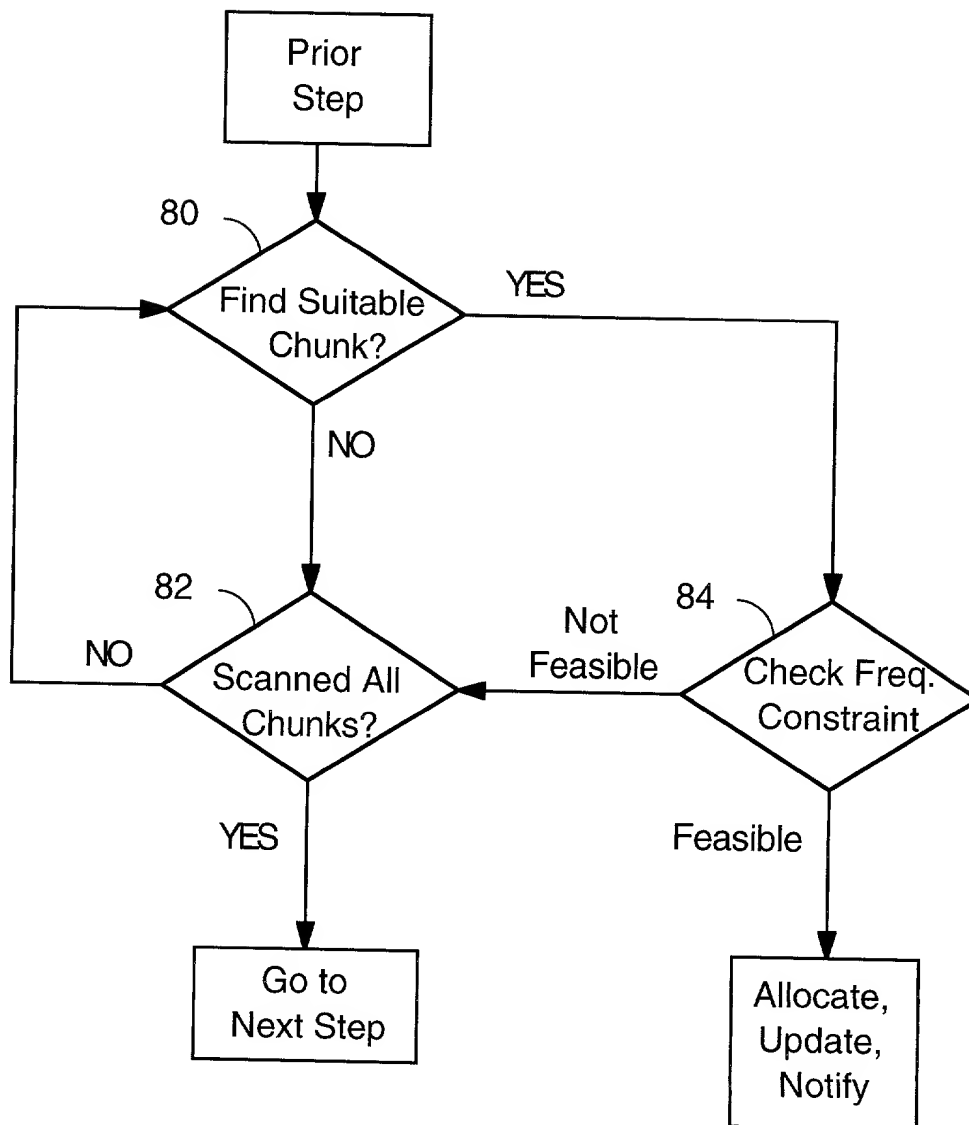 Prior
Step
80
Find Suitable
Chunk?
YES
NO
82
84
NO
Scanned All
Chunks?
Not
Feasible
Check Freq.
Constraint
YES
Feasible
Go to
Next Step
Allocate,
Update,
Notify